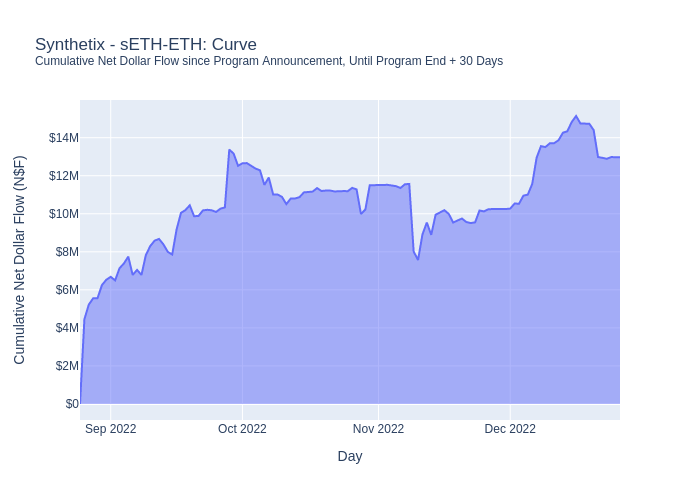 Synthetix - sETH-ETH: Curve
Cumulative Net Dollar Flow since Program Announcement, Until Program End + 30 Days
Cumulative Net Dollar Flow (N$F)
$14M
$12M
$10M
$8M
$6M
$4M
$2M
$0
Sep 2022 Oct 2022 Nov 2022 Dec 2022
Day